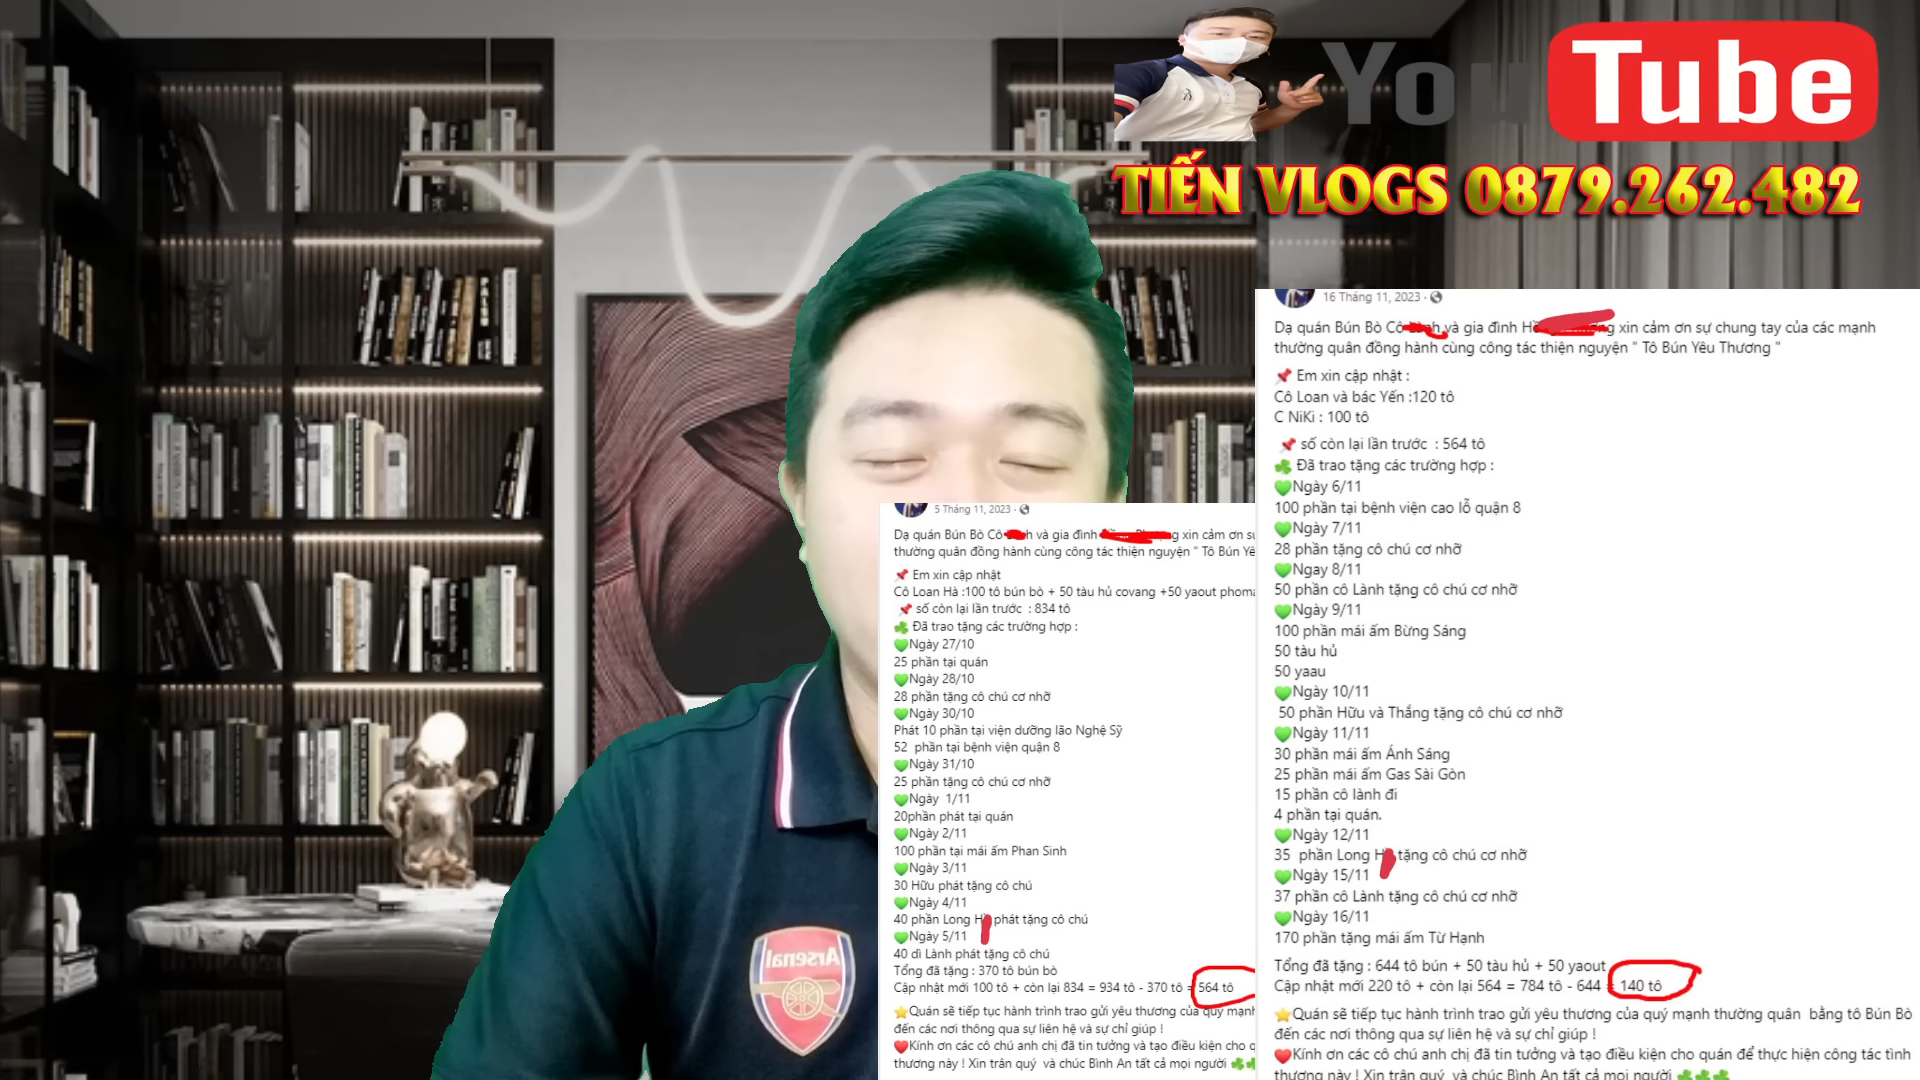 YouTube
TIẾN VLOGS 0879.262.482
5 Tháng 11, 2023
Dạ quán Bún Bò Cô và gia đình xin cảm ơn
thường quân đồng hành cùng công tác thiện nguyện " Tô Bún
📌 Em xin cập nhật
Cô Loan Hà :100 tô bún bò + 50 tàu hủ covang +50 yaout
📌 số còn lại lần trước : 834 tô
☘️ Đã trao tặng các trường hợp :
💚Ngày 27/10
25 phần tại quán
💚Ngày 28/10
28 phần tặng cô chú cơ nhỡ
💚Ngày 30/10
Phát 10 phần tại viện dưỡng lão Nghệ Sỹ
52 phần tại bệnh viện quận 8
💚Ngày 31/10
25 phần tặng cô chú cơ nhỡ
💚Ngày 1/11
20phần phát tại quán
💚Ngày 2/11
100 phần tại mái ấm Phan Sinh
💚Ngày 3/11
30 Hữu phát tặng cô chú
💚Ngày 4/11
40 phần Long phát tặng cô chú
💚Ngày 5/11
40 dì Lành phát tặng cô chú
Tổng đã tặng : 370 tô bún bò
Cập nhật mới 100 tô + còn lại 834 = 934 tô - 370 tô = 564 tô
⭐Quán sẽ tiếp tục hành trình trao gửi yêu thương của quý mạnh
đến các nơi thông qua sự liên hệ và sự chỉ giúp !
❤️Kính ơn các cô chú anh chị đã tin tưởng và tạo điều kiện cho
thương này ! Xin trân quý và chúc Bình An tất cả mọi người ☘️
16 Tháng 11, 2023
Dạ quán Bún Bò Cô và gia đình xin cảm ơn sự chung tay của các mạnh
thường quân đồng hành cùng công tác thiện nguyện " Tô Bún Yêu Thương "
📌 Em xin cập nhật :
Cô Loan và bác Yến :120 tô
C NiKi : 100 tô
📌 số còn lại lần trước : 564 tô
☘️ Đã trao tặng các trường hợp :
💚Ngày 6/11
100 phần tại bệnh viện cao lỗ quận 8
💚Ngày 7/11
28 phần tặng cô chú cơ nhỡ
💚Ngay 8/11
50 phần cô Lành tặng cô chú cơ nhỡ
💚Ngày 9/11
100 phần mái ấm Bừng Sáng
50 tàu hủ
50 yaau
💚Ngày 10/11
50 phần Hữu và Thắng tặng cô chú cơ nhỡ
💚Ngày 11/11
30 phần mái ấm Ánh Sáng
25 phần mái ấm Gas Sài Gòn
15 phần cô lành đi
4 phần tại quán.
💚Ngày 12/11
35 phần Long tặng cô chú cơ nhỡ
💚Ngày 15/11
37 phần cô Lành tặng cô chú cơ nhỡ
💚Ngày 16/11
170 phần tặng mái ấm Từ Hạnh
Tổng đã tặng : 644 tô bún + 50 tàu hủ + 50 yaout
Cập nhật mới 220 tô + còn lại 564 = 784 tô - 644 = 140 tô
⭐Quán sẽ tiếp tục hành trình trao gửi yêu thương của quý mạnh thường quân bằng tô Bún Bò
đến các nơi thông qua sự liên hệ và sự chỉ giúp !
❤️Kính ơn các cô chú anh chị đã tin tưởng và tạo điều kiện cho quán để thực hiện công tác tình
thương này ! Xin trân quý và chúc Bình An tất cả mọi người ☘️☘️☘️
Arsenal